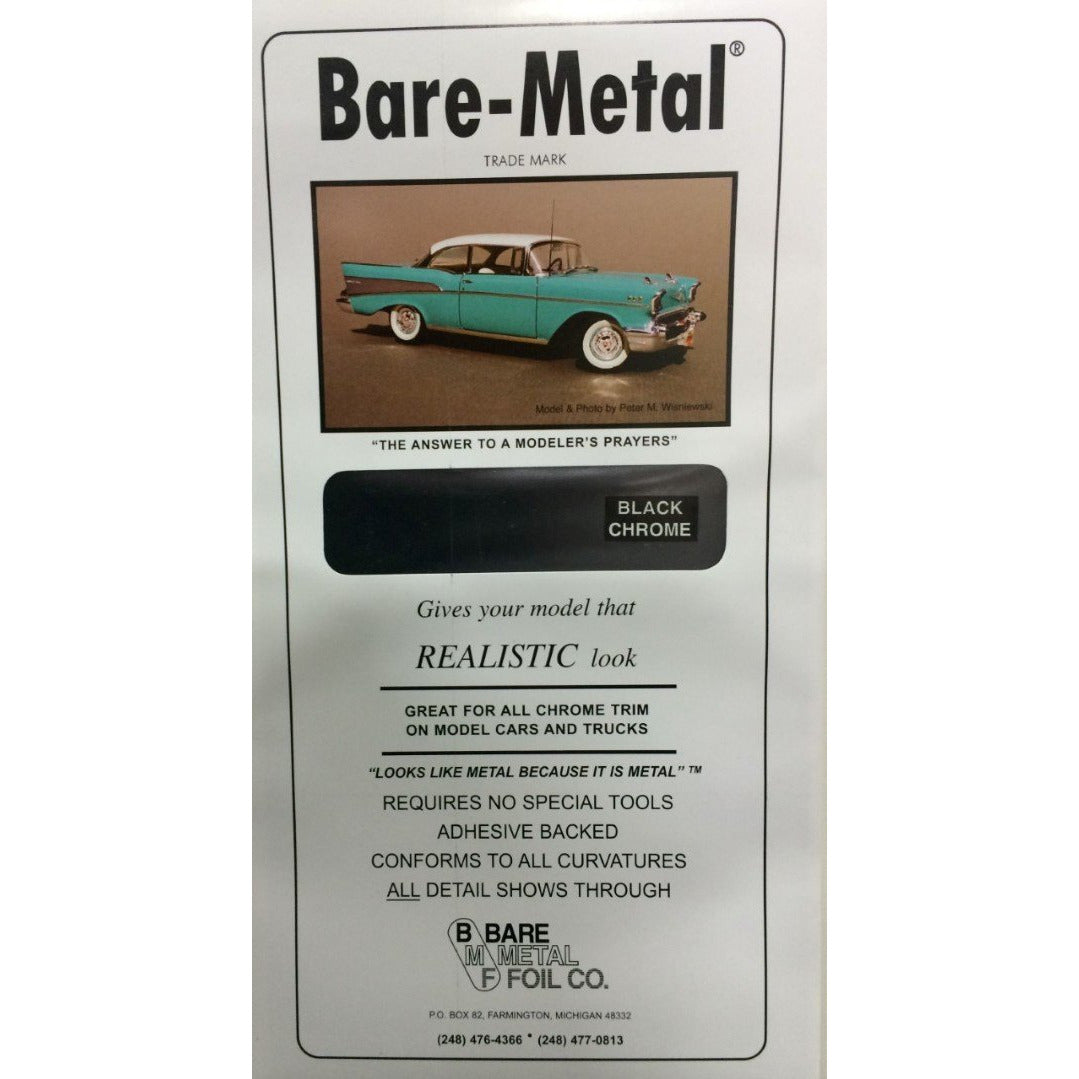 Bare-Metal®
TRADE MARK
Model & Photo by Peter M. Wisniewski
“THE ANSWER TO A MODELER’S PRAYERS”
BLACK
CHROME
Gives your model that
REALISTIC look
GREAT FOR ALL CHROME TRIM
ON MODEL CARS AND TRUCKS
“LOOKS LIKE METAL BECAUSE IT IS METAL” ™
REQUIRES NO SPECIAL TOOLS
ADHESIVE BACKED
CONFORMS TO ALL CURVATURES
ALL DETAIL SHOWS THROUGH
B BARE
M METAL
F FOIL CO.
P.O. BOX 82, FARMINGTON, MICHIGAN 48332
(248) 476-4366 * (248) 477-0813